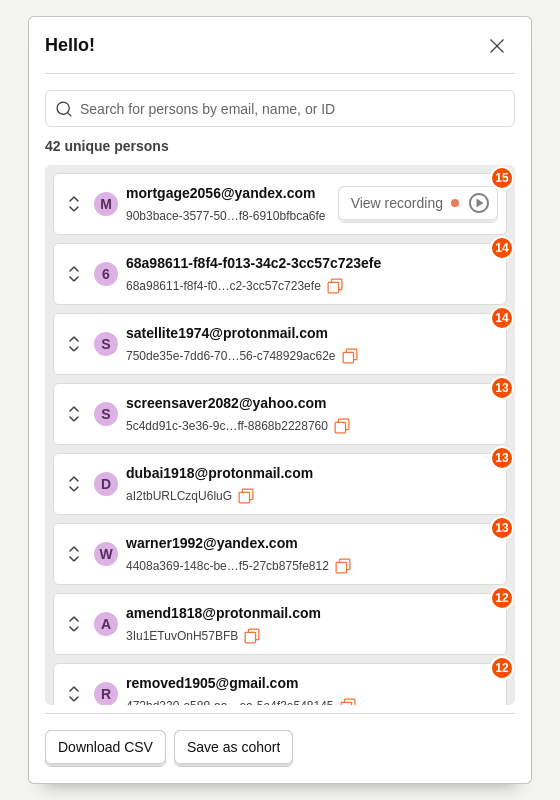 Hello!
Search for persons by email, name, or ID
42 unique persons
15
M
mortgage2056@yandex.com
90b3bace-3577-50…f8-6910bfbca6fe
View recording
14
6
68a98611-f8f4-f013-34c2-3cc57c723efe
68a98611-f8f4-f0…c2-3cc57c723efe
14
S
satellite1974@protonmail.com
750de35e-7dd6-70…56-c748929ac62e
13
S
screensaver2082@yahoo.com
5c4dd91c-3e36-9c…ff-8868b2228760
13
D
dubai1918@protonmail.com
aI2tbURLCzqU6luG
13
W
warner1992@yandex.com
4408a369-148c-be…f5-27cb875fe812
12
A
amend1818@protonmail.com
3Iu1ETuvOnH57BFB
12
R
removed1905@gmail.com
Download CSV
Save as cohort